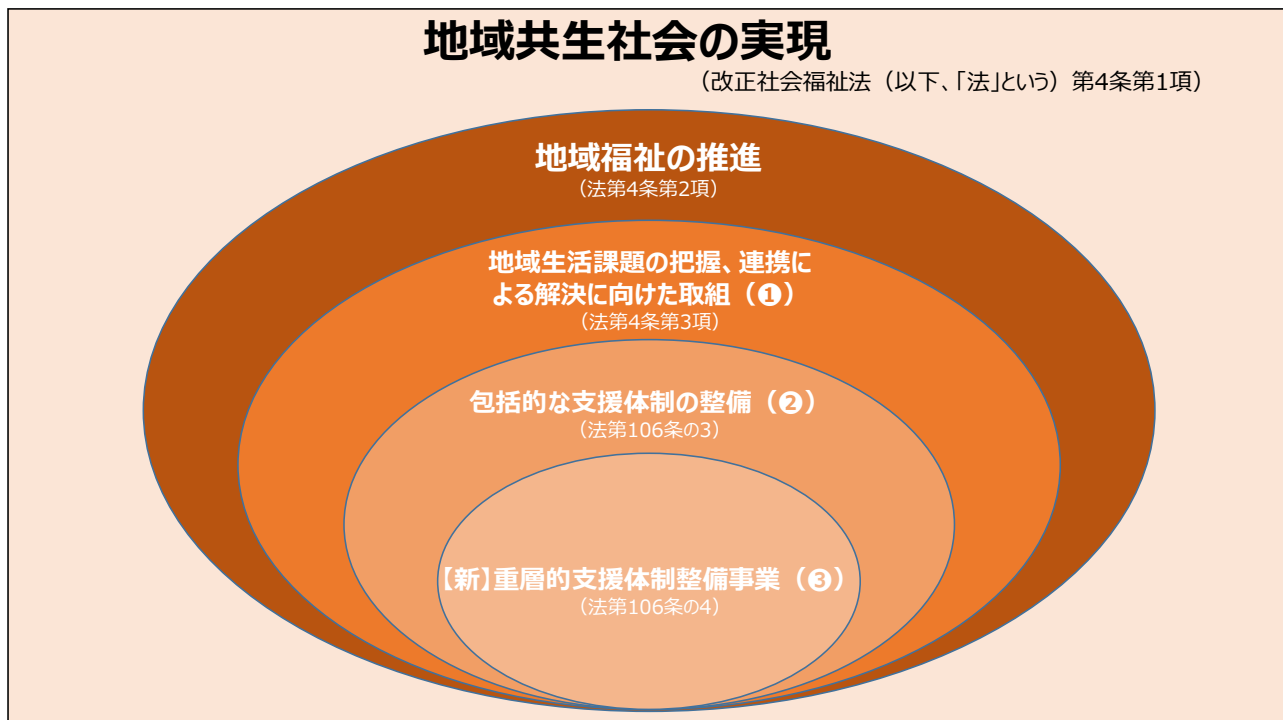 地域共生社会の実現
（改正社会福祉法（以下、「法」という）第4条第1項）
地域福祉の推進
（法第4条第2項）
地域生活課題の把握、連携に
よる解決に向けた取組（❶）
（法第4条第3項）
包括的な支援体制の整備（❷）
（法第106条の3）
【新】重層的支援体制整備事業（❸）
（法第106条の4）